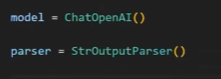 model = ChatOpenAI()
parser = StrOutputParser()